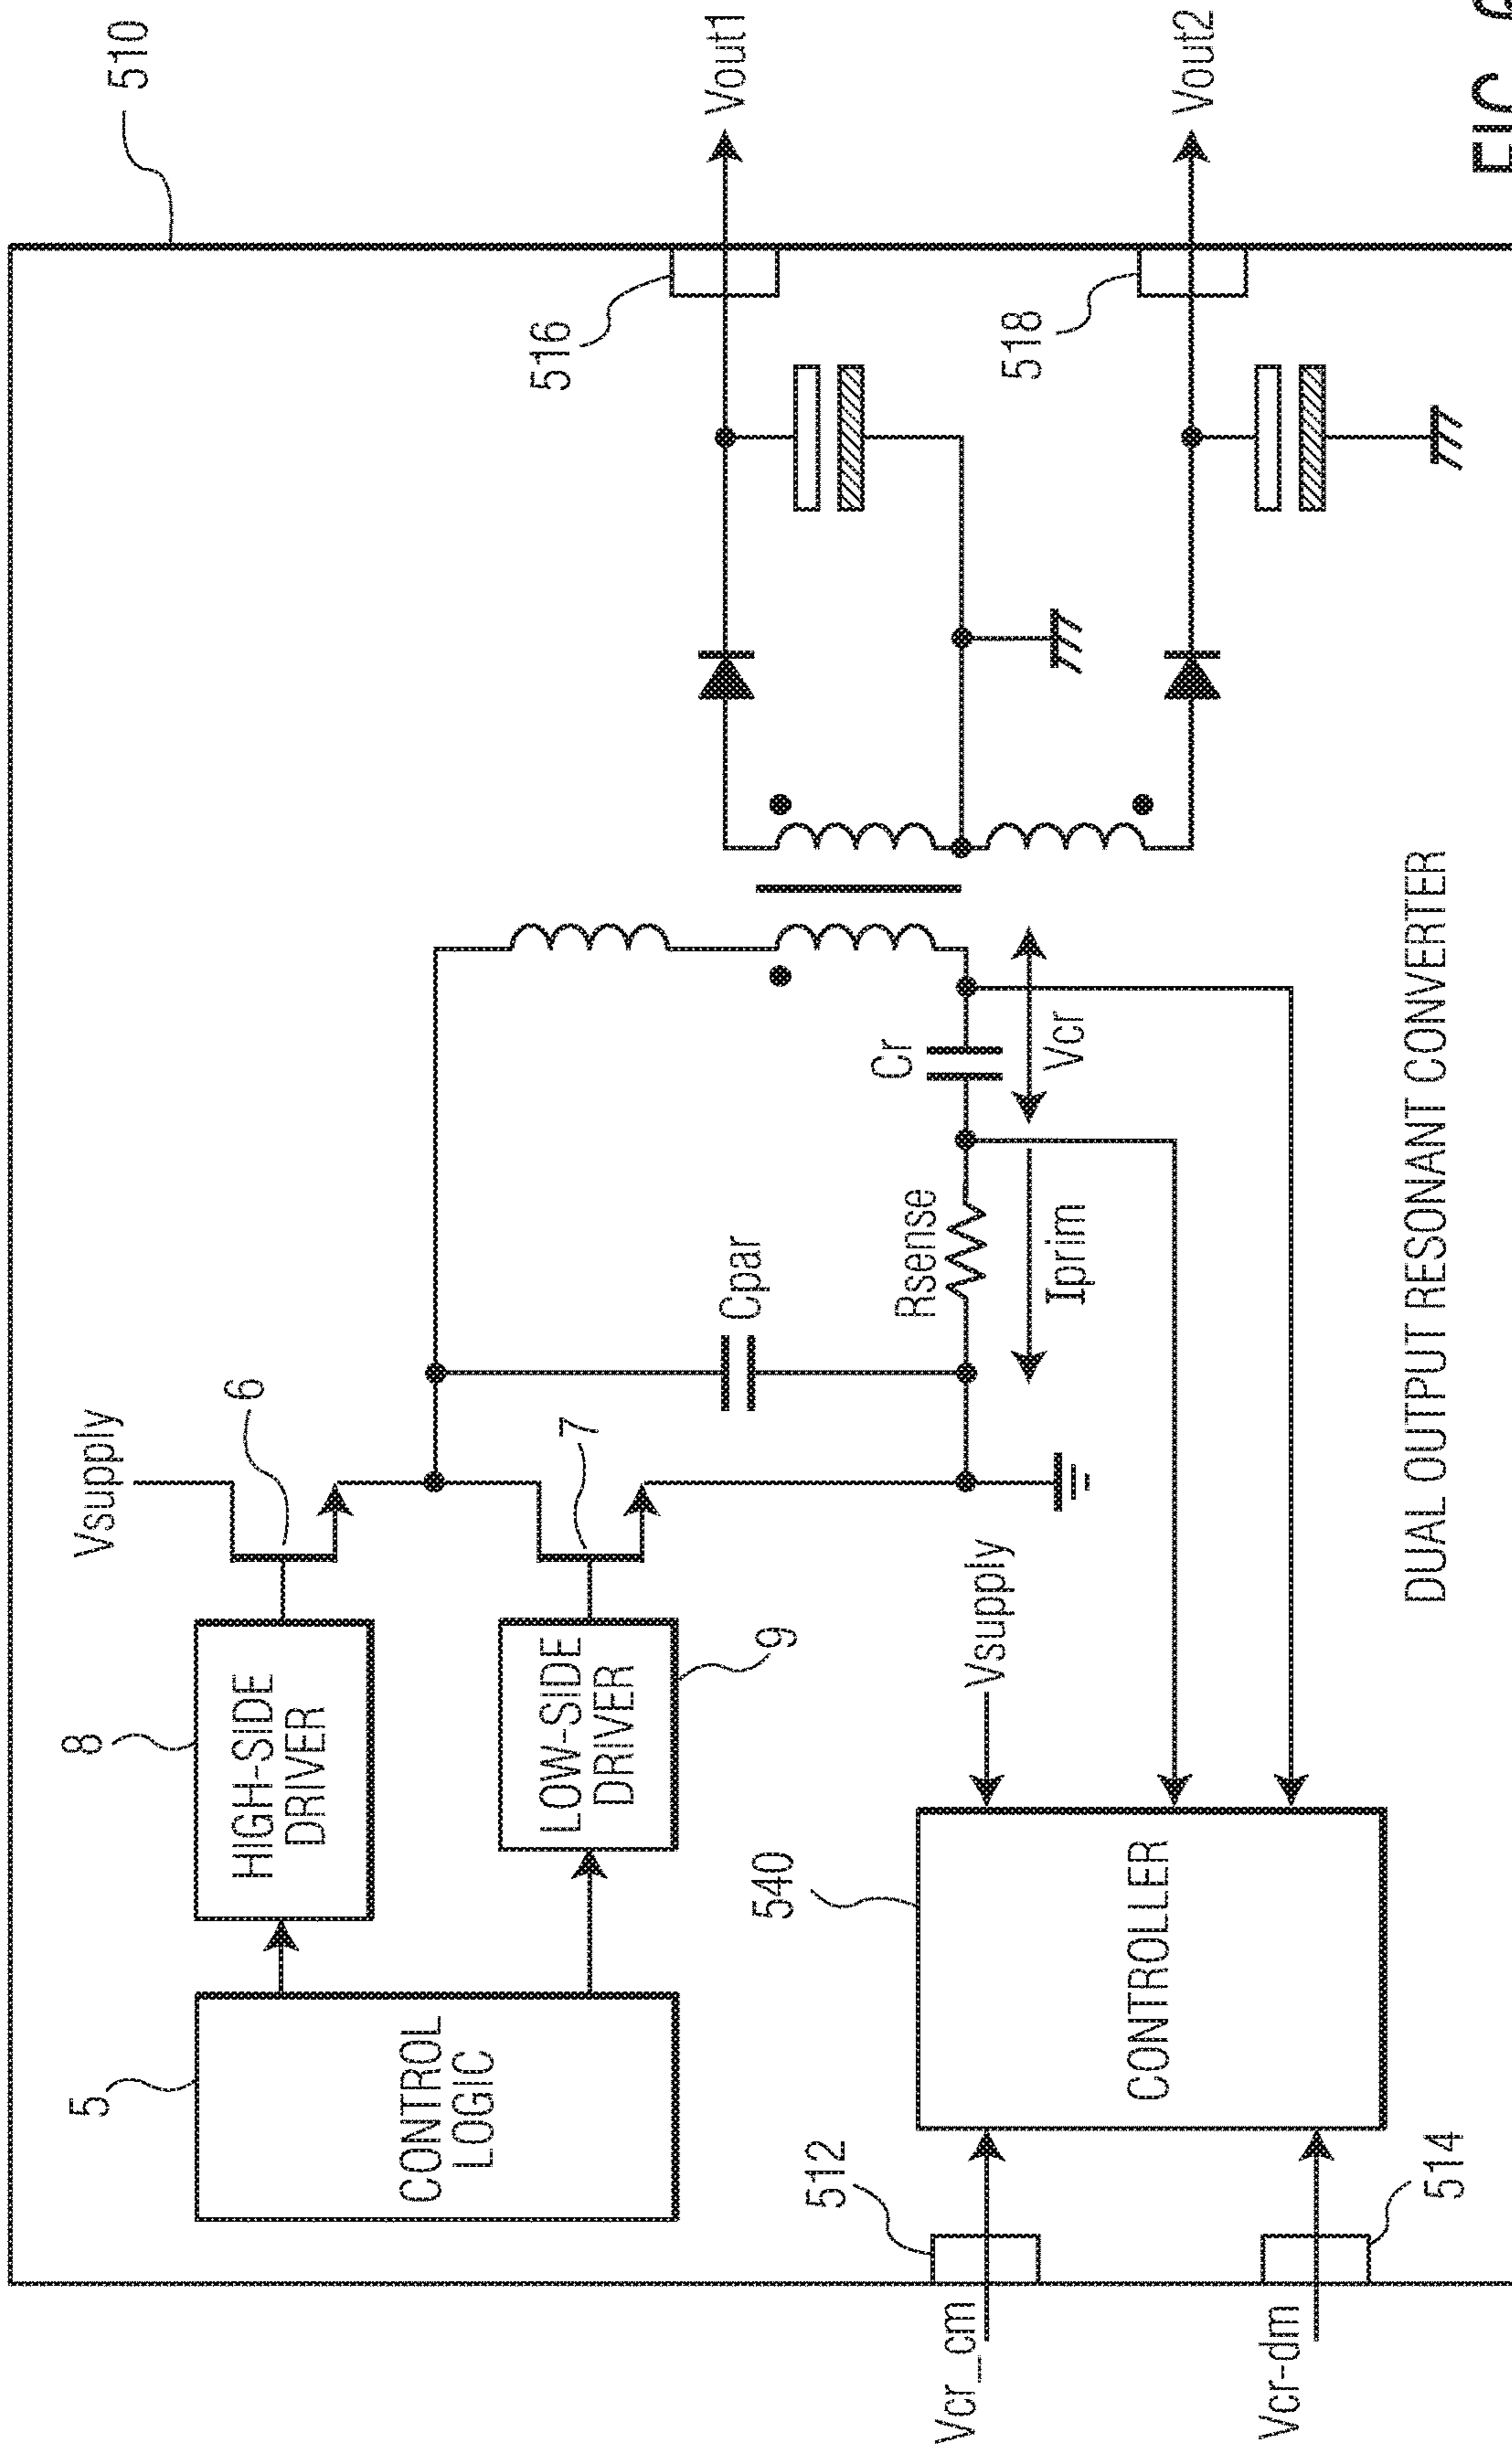 510
Vsupply
6
8
HIGH-SIDE
DRIVER
5
CONTROL
LOGIC
7
LOW-SIDE
DRIVER
9
Cpar
516
Vout1
Rsense
Cr
Iprim
Vcr
518
Vout2
Vsupply
540
CONTROLLER
512
Vcr_cm
514
Vcr-dm
DUAL OUTPUT RESONANT CONVERTER
FIG.